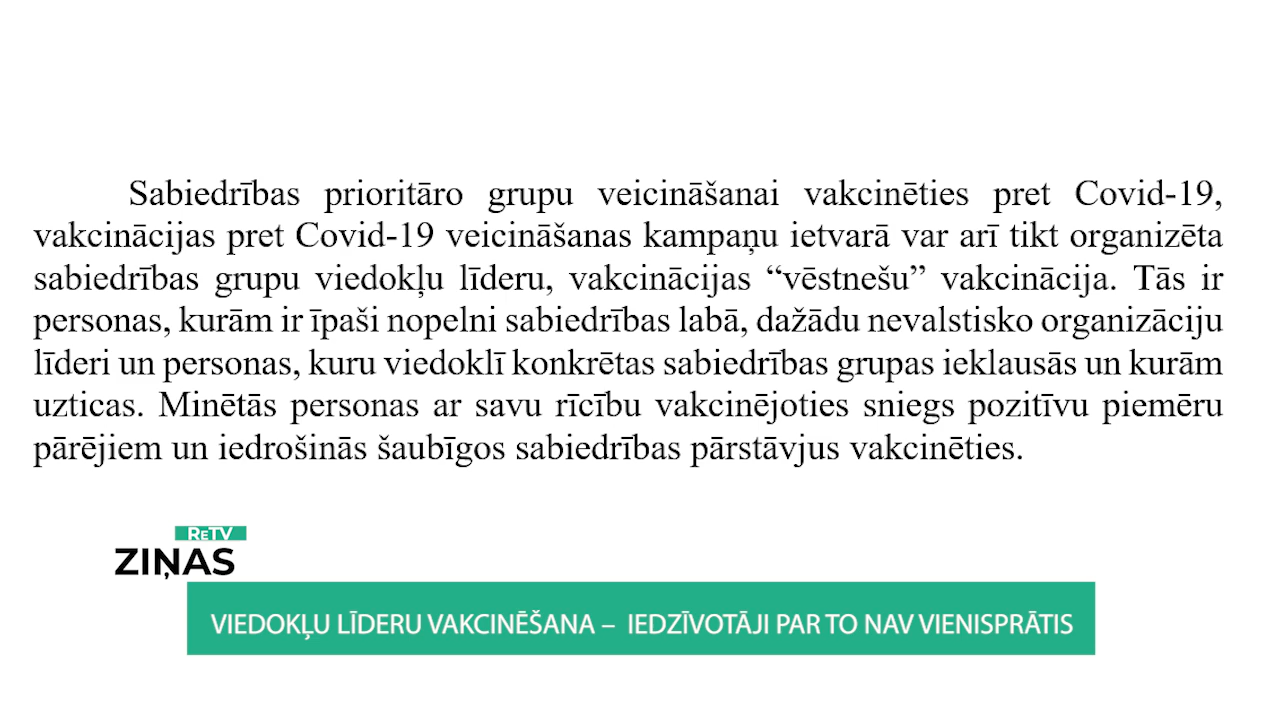 Sabiedrības prioritāro grupu veicināšanai vakcinēties pret Covid-19,
vakcinācijas pret Covid-19 veicināšanas kampaņu ietvarā var arī tikt organizēta
sabiedrības grupu viedokļu līderu, vakcinācijas “vēstnešu” vakcinācija. Tās ir
personas, kurām ir īpaši nopelni sabiedrības labā, dažādu nevalstisko organizāciju
līderi un personas, kuru viedoklī konkrētas sabiedrības grupas ieklausās un kurām
uzticas. Minētās personas ar savu rīcību vakcinējoties sniegs pozitīvu piemēru
pārējiem un iedrošinās šaubīgos sabiedrības pārstāvjus vakcinēties.
RETV
ZIŅAS
VIEDOKĻU LĪDERU VAKCINĒŠANA – IEDZĪVOTĀJI PAR TO NAV VIENISPRĀTIS